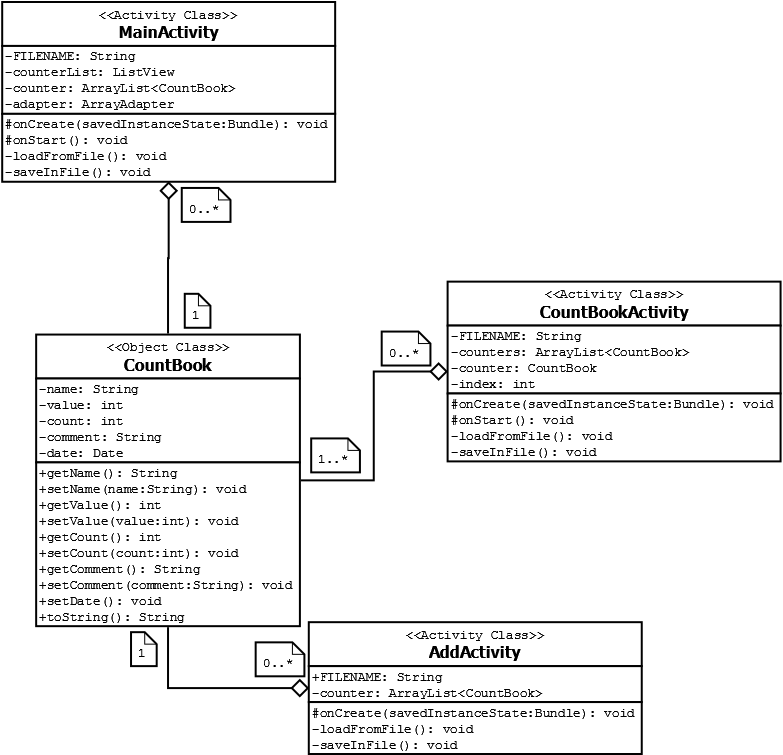 <<Activity Class>>
MainActivity
-FILENAME: String
-counterList: ListView
-counter: ArrayList<CountBook>
-adapter: ArrayAdapter
#onCreate(savedInstanceState:Bundle): void
#onStart(): void
-loadFromFile(): void
-saveInFile(): void
0..*
1
<<Object Class>>
CountBook
-name: String
-value: int
-count: int
-comment: String
-date: Date
+getName(): String
+setName(name:String): void
+getValue(): int
+setValue(value:int): void
+getCount(): int
+setCount(count:int): void
+getComment(): String
+setComment(comment:String): void
+setDate(): void
+toString(): String
1..*
0..*
<<Activity Class>>
CountBookActivity
-FILENAME: String
-counters: ArrayList<CountBook>
-counter: CountBook
-index: int
#onCreate(savedInstanceState:Bundle): void
#onStart(): void
-loadFromFile(): void
-saveInFile(): void
1
0..*
<<Activity Class>>
AddActivity
+FILENAME: String
-counter: ArrayList<CountBook>
#onCreate(savedInstanceState:Bundle): void
-loadFromFile(): void
-saveInFile(): void